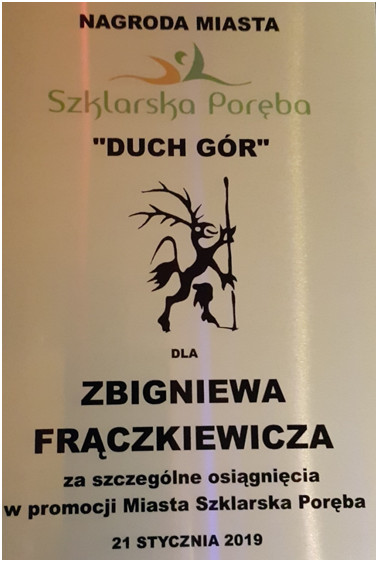 NAGRODA MIASTA
Szklarska Poręba
"DUCH GÓR"
DLA
ZBIGNIEWA
FRĄCZKIEWICZA
za szczególne osiągnięcia
w promocji Miasta Szklarska Poręba
21 STYCZNIA 2019